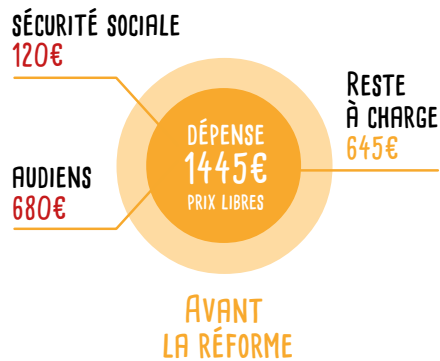 SÉCURITÉ SOCIALE
120€
RESTE
À CHARGE
645€
DÉPENSE
1445€
PRIX LIBRES
AUDIENS
680€
AVANT
LA RÉFORME